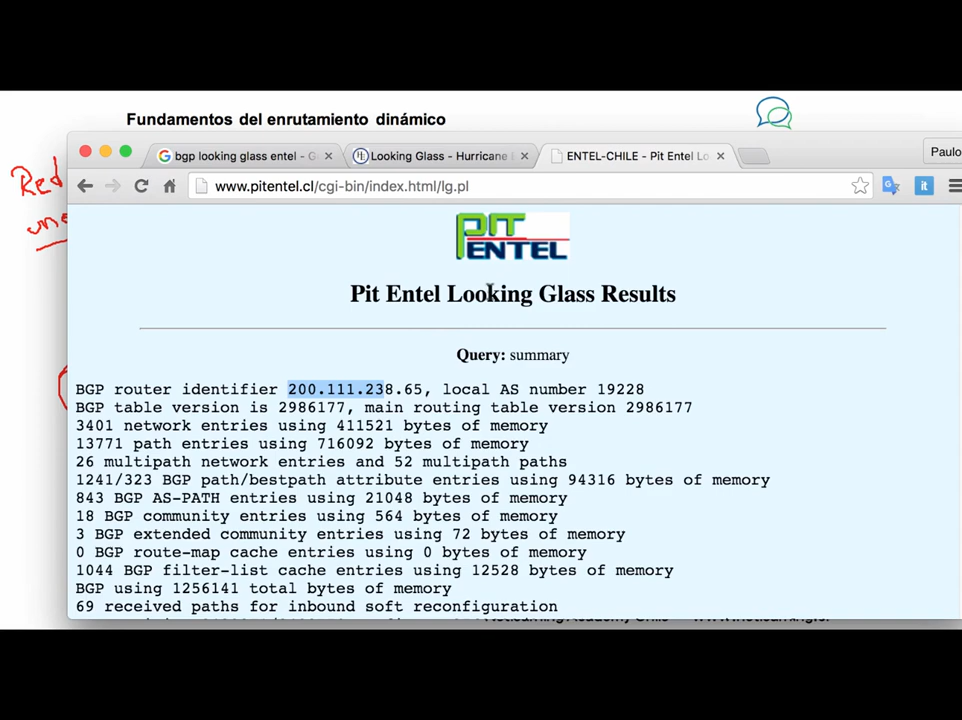 Fundamentos del enrutamiento dinámico
Red
une
bgp looking glass entel - G
Looking Glass - Hurricane E
ENTEL-CHILE - Pit Entel Lo
Paulo
www.pitentel.cl/cgi-bin/index.html/lg.pl
PIT
ENTEL
Pit Entel Looking Glass Results
Query: summary
BGP router identifier 200.111.238.65, local AS number 19228
BGP table version is 2986177, main routing table version 2986177
3401 network entries using 411521 bytes of memory
13771 path entries using 716092 bytes of memory
26 multipath network entries and 52 multipath paths
1241/323 BGP path/bestpath attribute entries using 94316 bytes of memory
843 BGP AS-PATH entries using 21048 bytes of memory
18 BGP community entries using 564 bytes of memory
3 BGP extended community entries using 72 bytes of memory
0 BGP route-map cache entries using 0 bytes of memory
1044 BGP filter-list cache entries using 12528 bytes of memory
BGP using 1256141 total bytes of memory
69 received paths for inbound soft reconfiguration